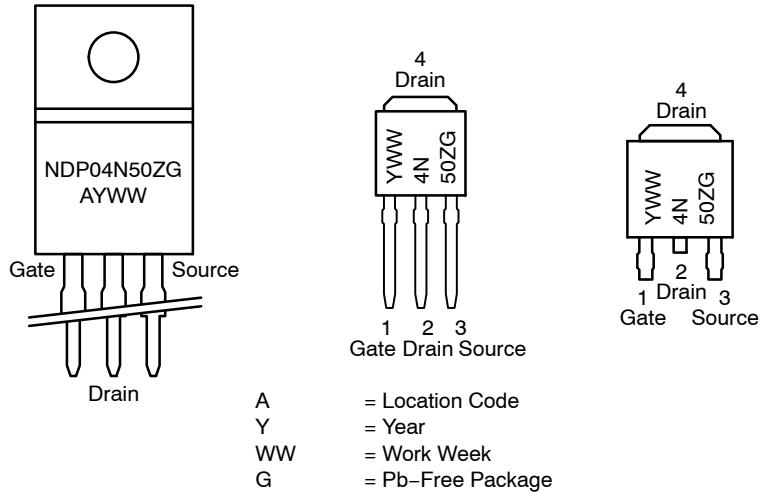 NDP04N50ZG
AYWW
Gate
Source
Drain
4
Drain
YWW
4N
50ZG
1 2 3
Gate Drain Source
4
Drain
YWW
4N
50ZG
2
1 Drain 3
Gate Source
A = Location Code
Y = Year
WW = Work Week
G = Pb−Free Package